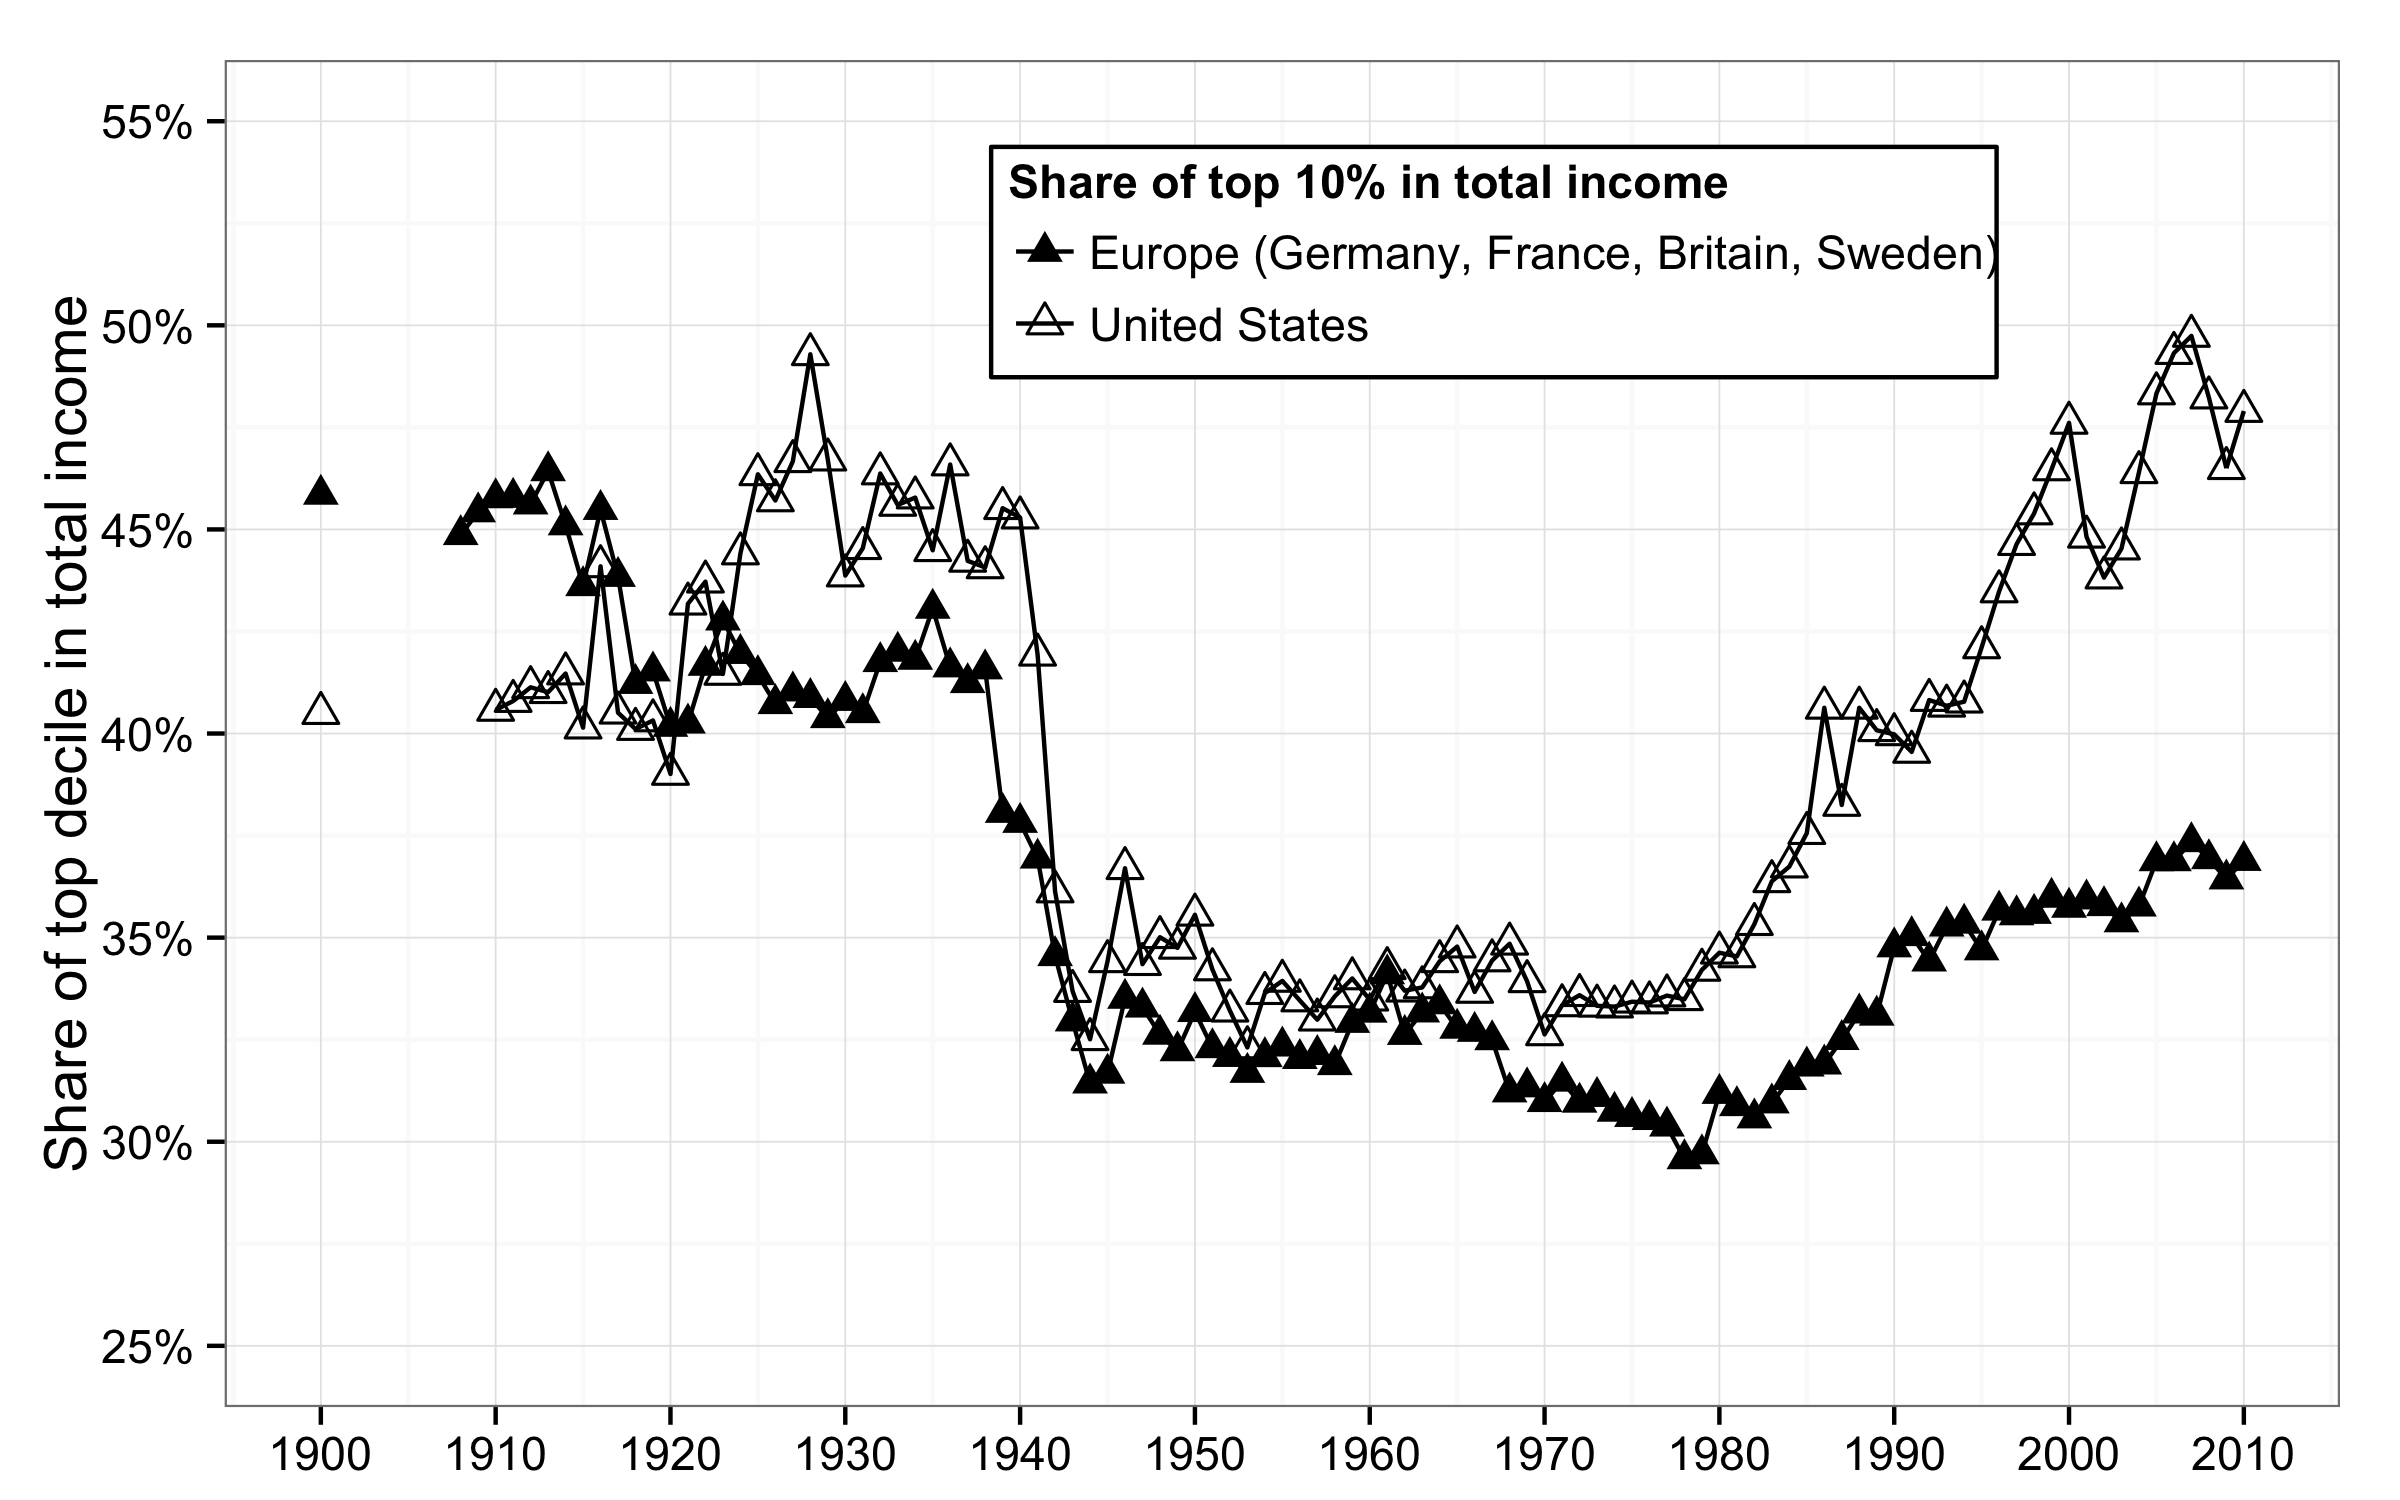 55%
50%
45%
40%
35%
30%
25%
Share of top decile in total income
Share of top 10% in total income
Europe (Germany, France, Britain, Sweden)
United States
1900 1910 1920 1930 1940 1950 1960 1970 1980 1990 2000 2010